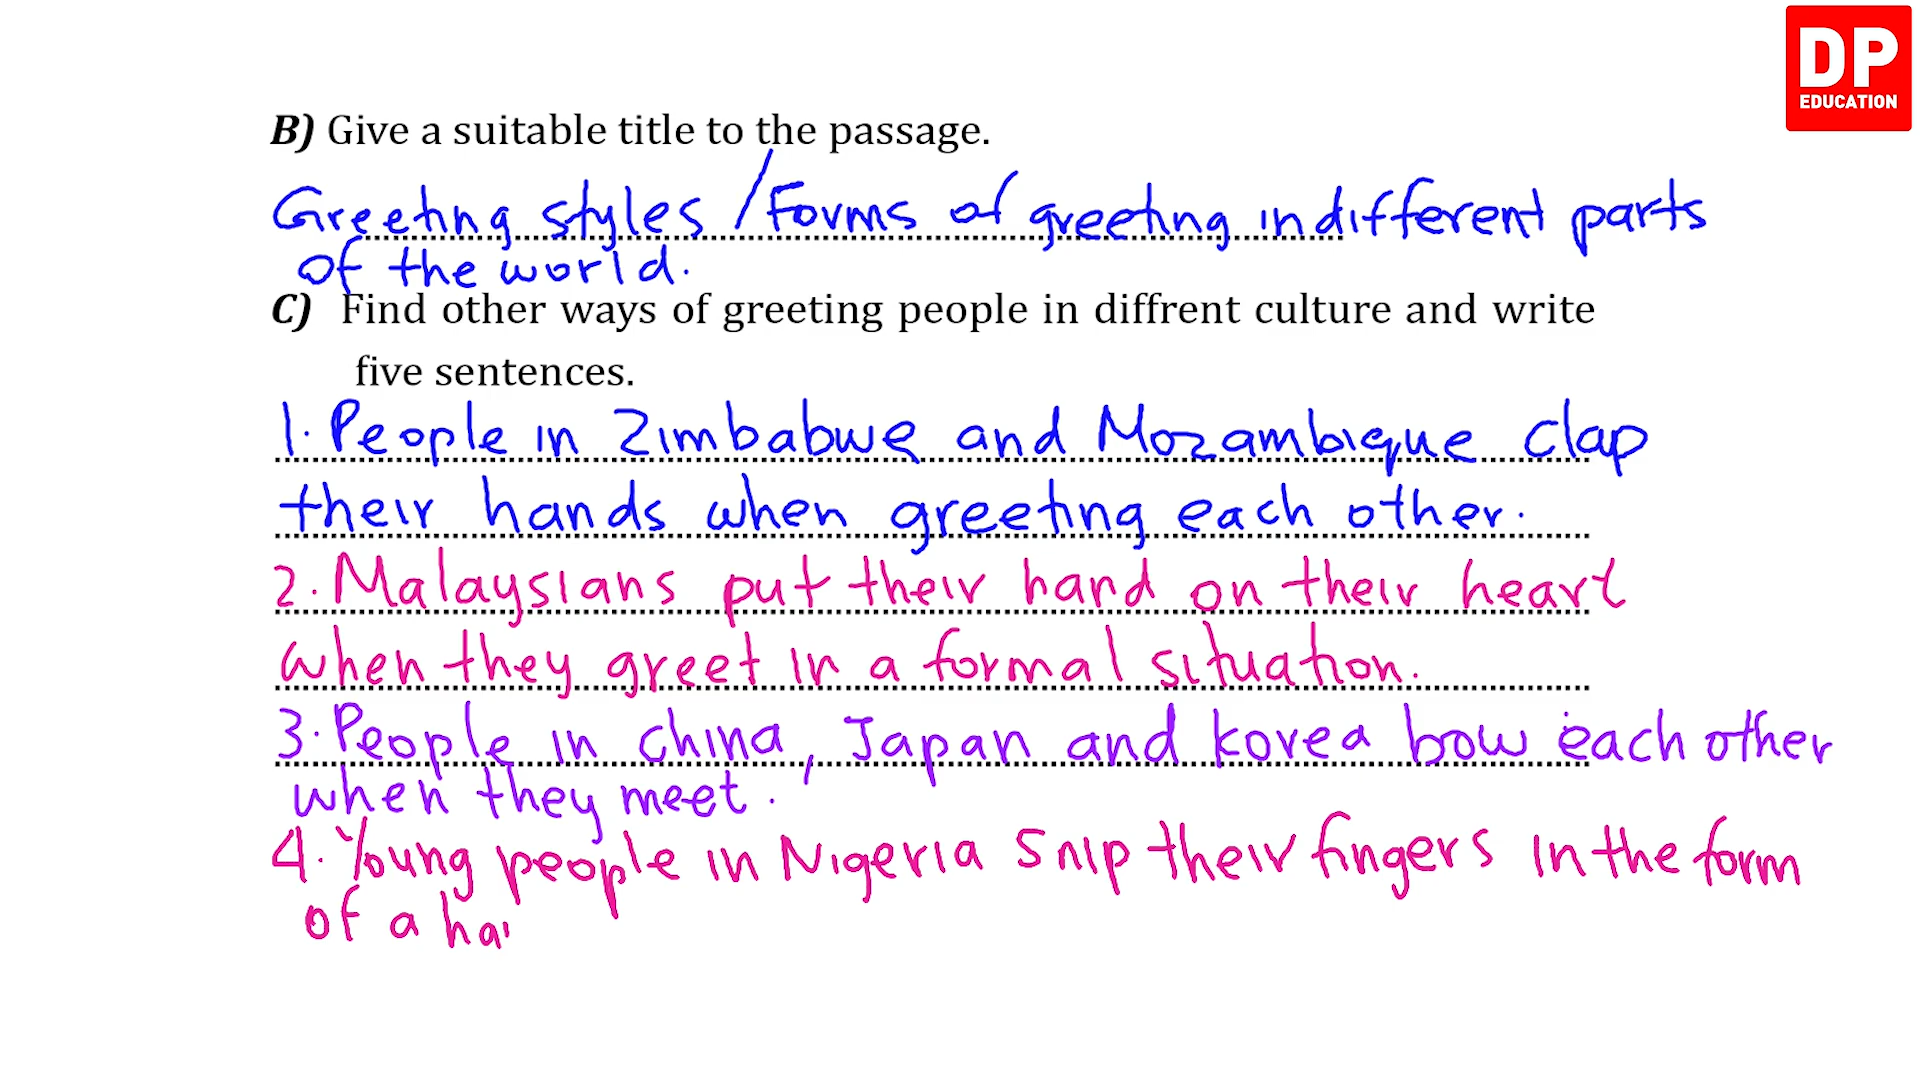 DP
EDUCATION
B) Give a suitable title to the passage.
Greeting styles / Forms of greeting in different parts
of the world.
C) Find other ways of greeting people in diffrent culture and write
five sentences.
1. People in Zimbabwe and Mozambique clap
their hands when greeting each other.
2. Malaysians put their hand on their heart
when they greet in a formal situation.
3. People in china, Japan and korea bow each other
when they meet.
4. Young people in Nigeria snip their fingers in the form
of a ha